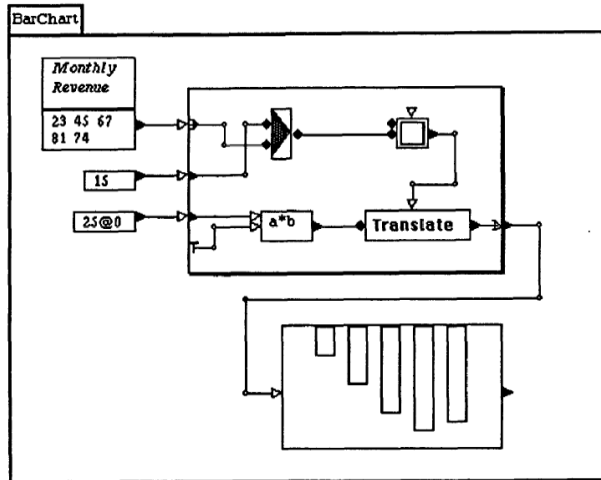 BarChart
Monthly
Revenue
23 45 67
81 74
15
25@0
a*b
Translate